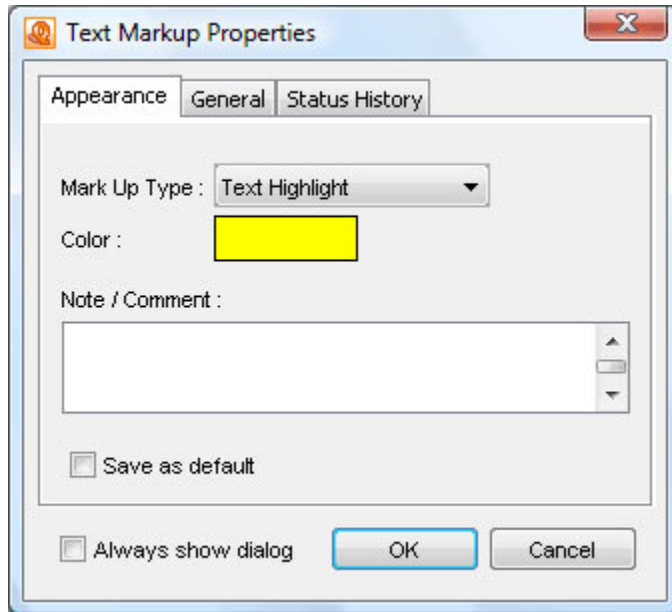 Text Markup Properties
Appearance General Status History
Mark Up Type : Text Highlight
Color :
Note / Comment :
Save as default
Always show dialog OK Cancel